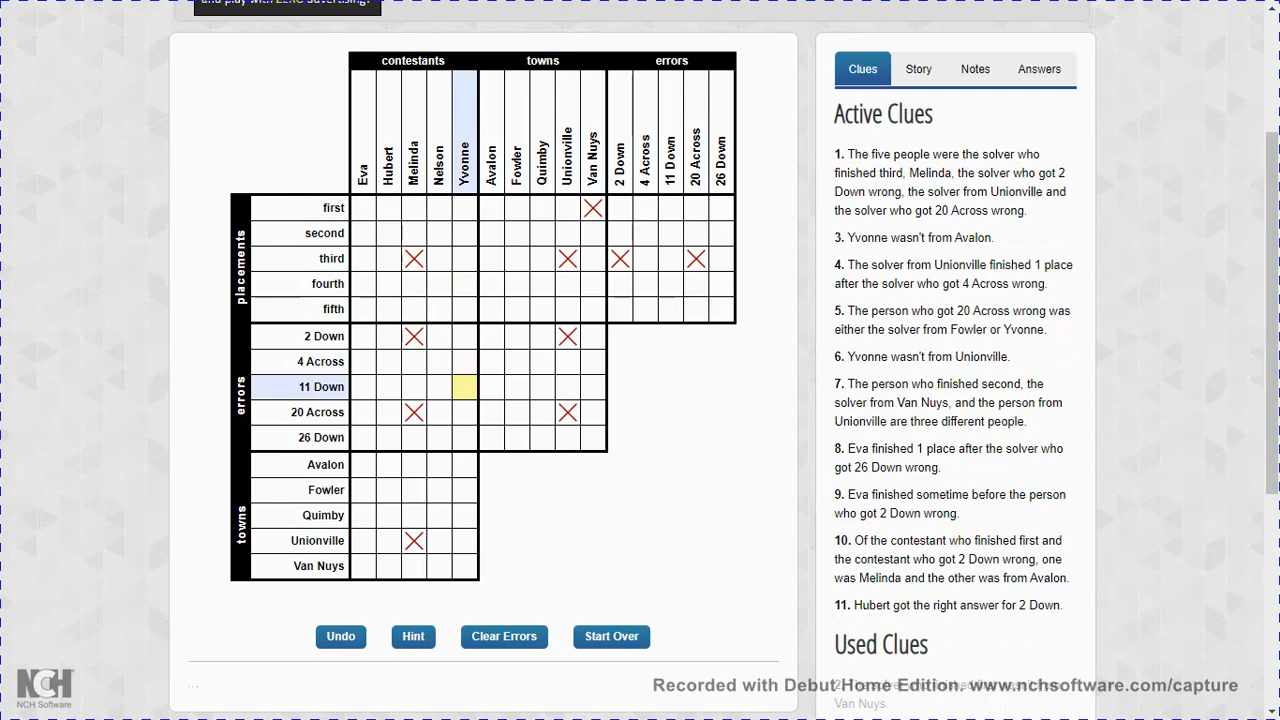 and play with ZERO advertising!
contestants
towns
errors
Eva
Hubert
Melinda
Nelson
Yvonne
Avalon
Fowler
Quimby
Unionville
Van Nuys
2 Down
4 Across
11 Down
20 Across
26 Down
placements
first
second
third
fourth
fifth
errors
2 Down
4 Across
11 Down
20 Across
26 Down
towns
Avalon
Fowler
Quimby
Unionville
Van Nuys
Undo
Hint
Clear Errors
Start Over
Clues
Story
Notes
Answers
Active Clues
1. The five people were the solver who
finished third, Melinda, the solver who got 2
Down wrong, the solver from Unionville and
the solver who got 20 Across wrong.
3. Yvonne wasn't from Avalon.
4. The solver from Unionville finished 1 place
after the solver who got 4 Across wrong.
5. The person who got 20 Across wrong was
either the solver from Fowler or Yvonne.
6. Yvonne wasn't from Unionville.
7. The person who finished second, the
solver from Van Nuys, and the person from
Unionville are three different people.
8. Eva finished 1 place after the solver who
got 26 Down wrong.
9. Eva finished sometime before the person
who got 2 Down wrong.
10. Of the contestant who finished first and
the contestant who got 2 Down wrong, one
was Melinda and the other was from Avalon.
11. Hubert got the right answer for 2 Down.
Used Clues
Van Nuys.
NCH
NCH Software
Recorded with Debut Home Edition. www.nchsoftware.com/capture